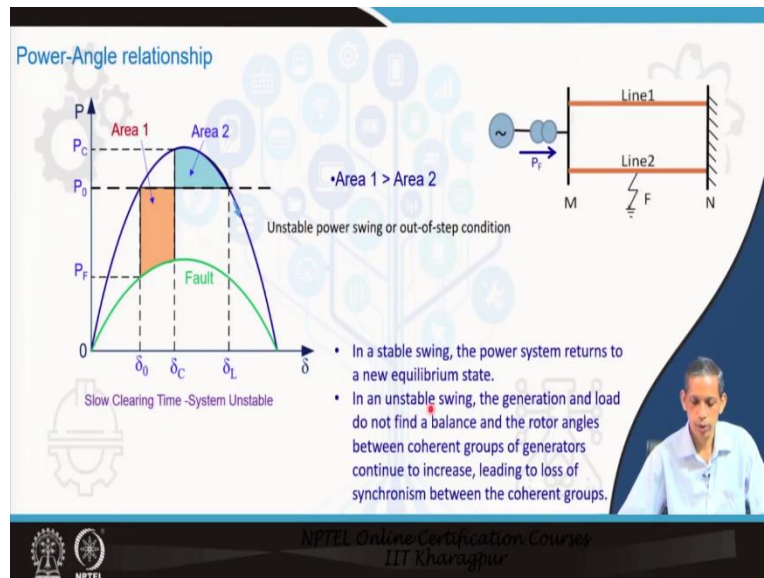 Power-Angle relationship
P
Area 1
Area 2
P_C
P_0
P_F
Fault
0
δ_0
δ_C
δ_L
δ
Slow Clearing Time -System Unstable
•Area 1 > Area 2
Unstable power swing or out-of-step condition
Line1
Line2
~
P_F
M
F
N
• In a stable swing, the power system returns to
a new equilibrium state.
• In an unstable swing, the generation and load
do not find a balance and the rotor angles
between coherent groups of generators
continue to increase, leading to loss of
synchronism between the coherent groups.
NPTEL Online Certification Courses
IIT Kharagpur
NPTEL